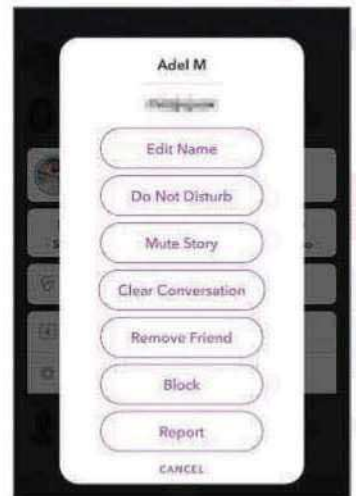 Adel M
Edit Name
Do Not Disturb
Mute Story
Clear Conversation
Remove Friend
Block
Report
CANCEL